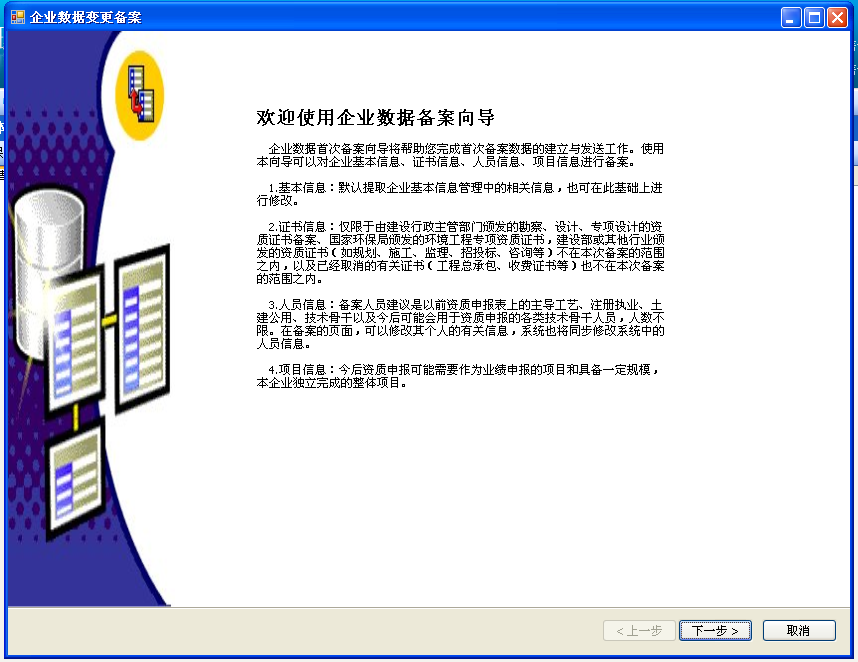 企业数据变更备案
欢迎使用企业数据备案向导
企业数据首次备案向导将帮助您完成首次备案数据的建立与发送工作。使用
本向导可以对企业基本信息、证书信息、人员信息、项目信息进行备案。
1.基本信息：默认提取企业基本信息管理中的相关信息，也可在此基础上进
行修改。
2.证书信息：仅限于由建设行政主管部门颁发的勘察、设计、专项设计的资
质证书备案、国家环保局颁发的环境工程专项资质证书，建设部或其他行业颁
发的资质证书（如规划、施工、监理、招投标、咨询等）不在本次备案的范围
之内，以及已经取消的有关证书（工程总承包、收费证书等）也不在本次备案
的范围之内。
3.人员信息：备案人员建议是以前资质申报表上的主导工艺、注册执业、土
建公用、技术骨干以及今后可能会用于资质申报的各类技术骨干人员，人数不
限。在备案的页面，可以修改其个人的有关信息，系统也将同步修改系统中的
人员信息。
4.项目信息：今后资质申报可能需要作为业绩申报的项目和具备一定规模，
本企业独立完成的整体项目。
< 上一步
下一步 >
取消